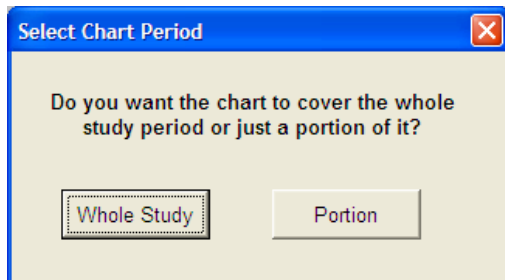 Select Chart Period
Do you want the chart to cover the whole
study period or just a portion of it?
Whole Study
Portion